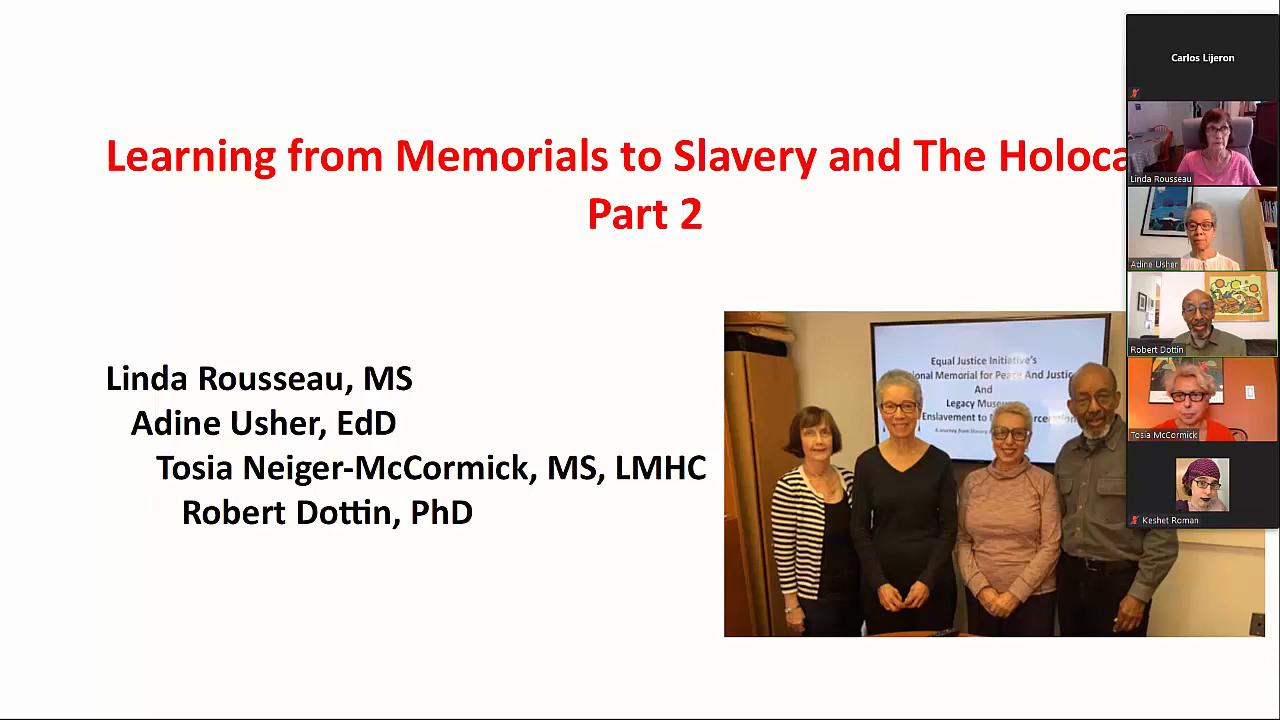 Learning from Memorials to Slavery and The Holoca
Part 2
Linda Rousseau, MS
Adine Usher, EdD
Tosia Neiger-McCormick, MS, LMHC
Robert Dottin, PhD
Equal Justice Initiative's
ional Memorial for Peace And Justic
And
Legacy Muse
Enslavement to
Carlos Lijeron
Linda Rousseau
Adine Usher
Robert Dottin
Tosia McCormick
Keshet Roman